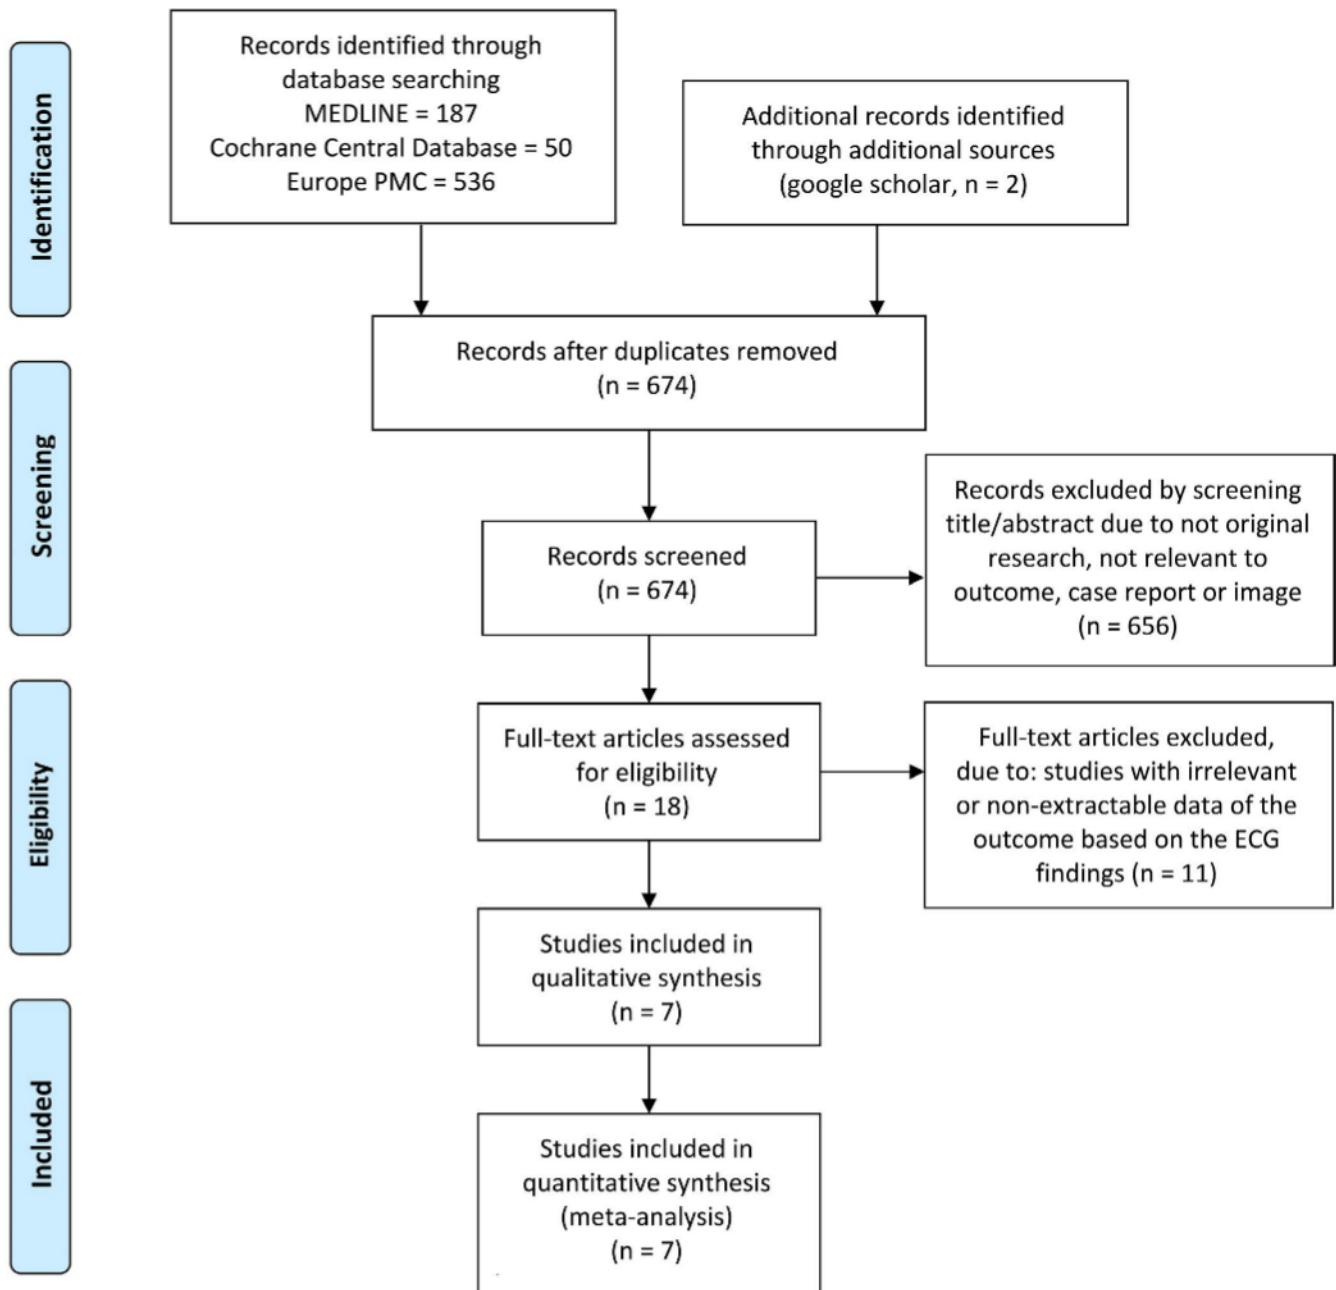 Identification
Records identified through
database searching
MEDLINE = 187
Cochrane Central Database = 50
Europe PMC = 536
Additional records identified
through additional sources
(google scholar, n = 2)
Records after duplicates removed
(n = 674)
Screening
Records screened
(n = 674)
Records excluded by screening
title/abstract due to not original
research, not relevant to
outcome, case report or image
(n = 656)
Eligibility
Full-text articles assessed
for eligibility
(n = 18)
Full-text articles excluded,
due to: studies with irrelevant
or non-extractable data of the
outcome based on the ECG
findings (n = 11)
Studies included in
qualitative synthesis
(n = 7)
Included
Studies included in
quantitative synthesis
(meta-analysis)
(n = 7)